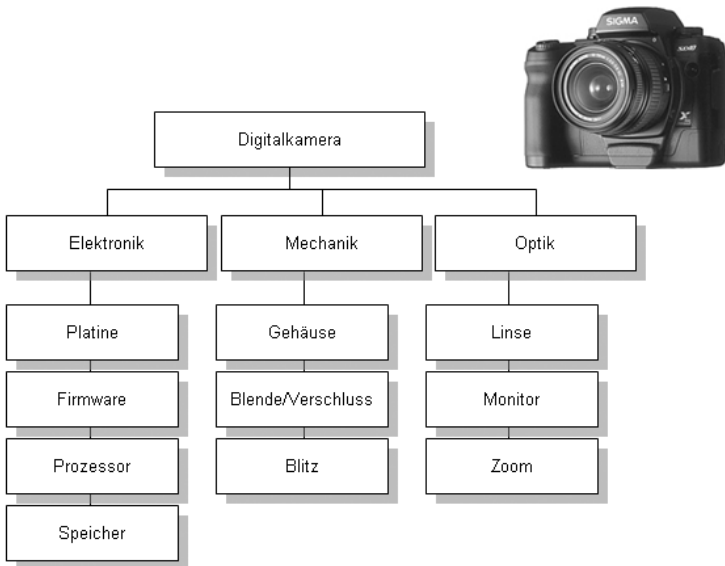 SIGMA
Digitalkamera
Elektronik
Mechanik
Optik
Platine
Gehäuse
Linse
Firmware
Blende/Verschluss
Monitor
Prozessor
Blitz
Zoom
Speicher